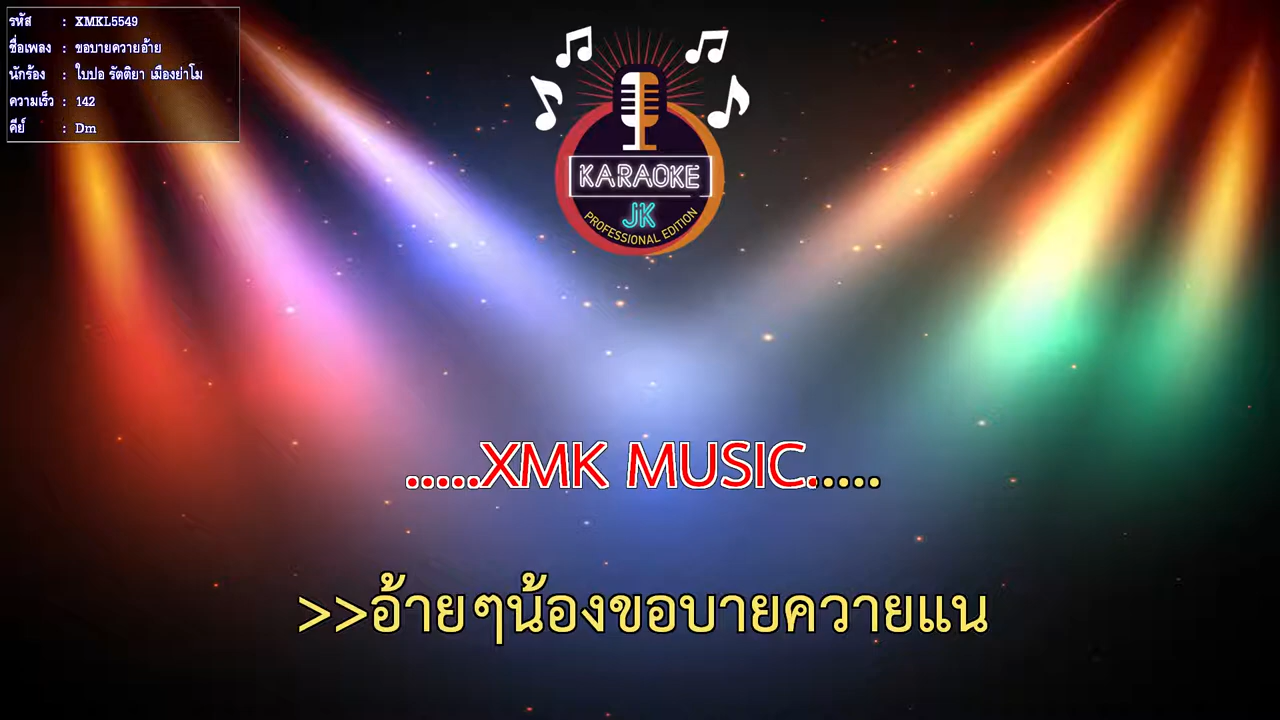 รหัส : XMKL5549
ชื่อเพลง : ขอบายควายอ้าย
นักร้อง : ใบปอ รัตติยา เมืองย่าโม
ความเร็ว : 142
คีย์ : Dm
KARAOKE
JK
PROFESSIONAL EDITION
.....XMK MUSIC.....
>>อ้ายๆน้องขอบายควายแน